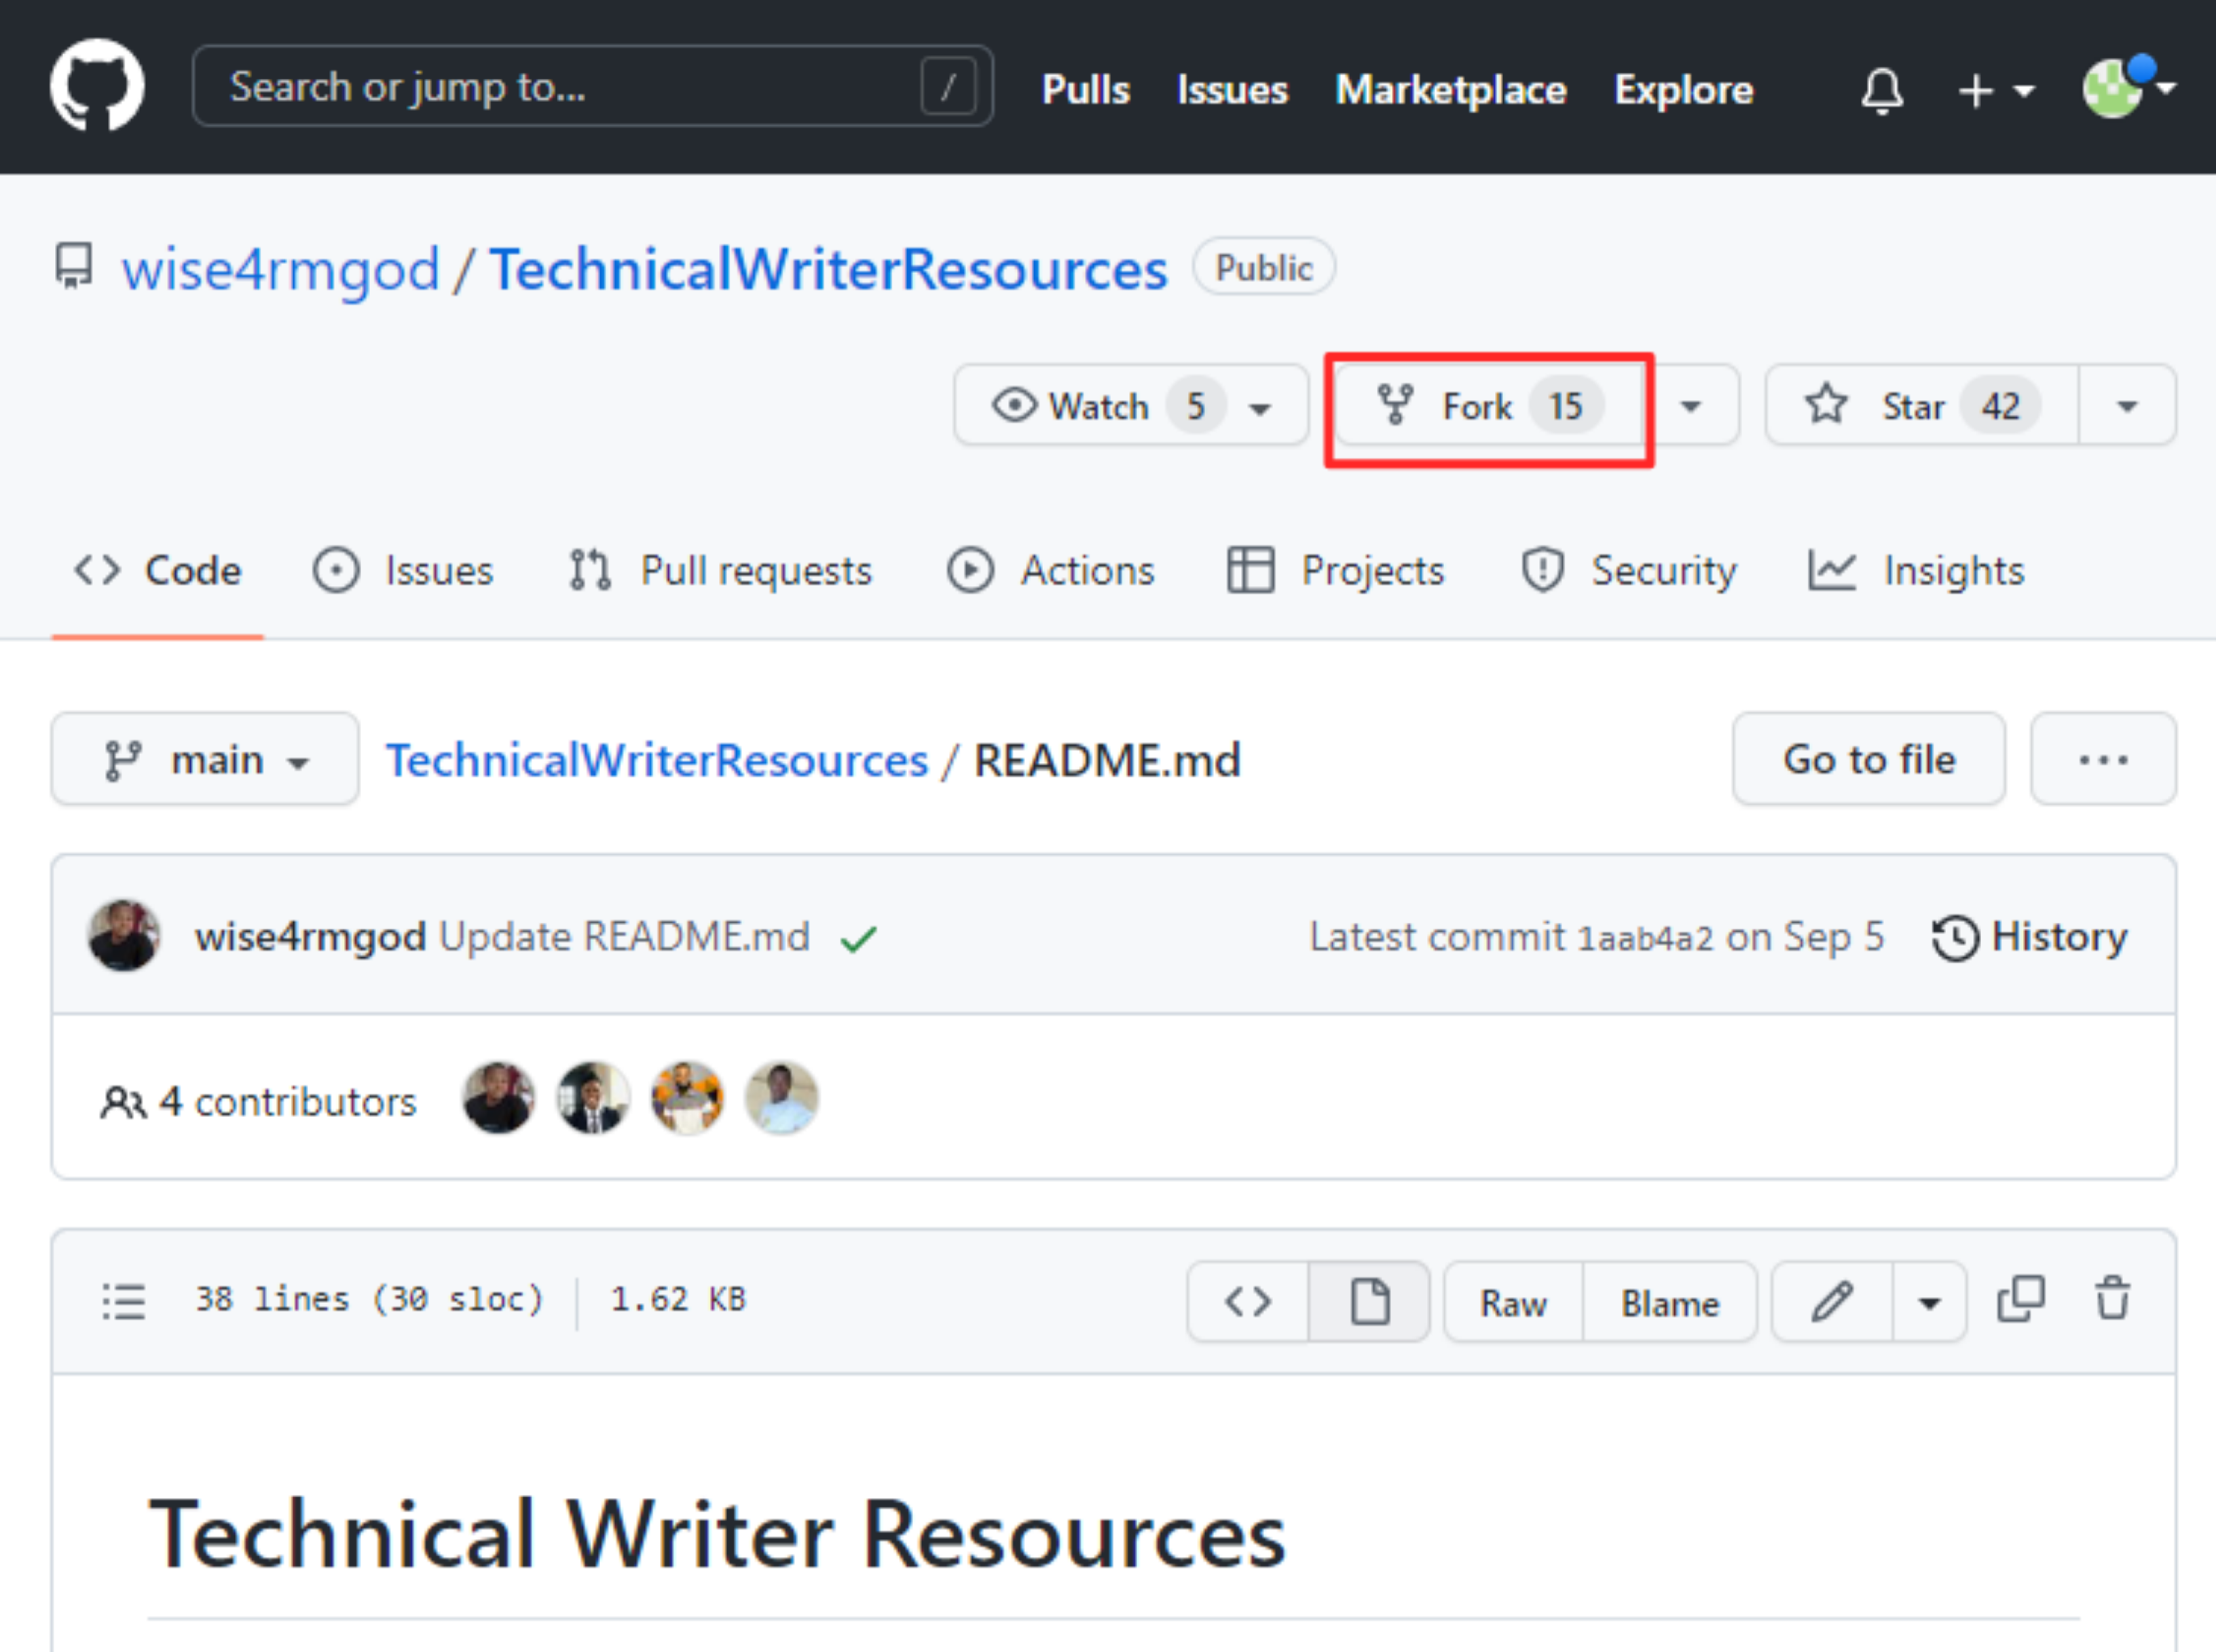 Search or jump to... / Pulls Issues Marketplace Explore
wise4rmgod / TechnicalWriterResources Public
Watch 5 Fork 15 Star 42
Code Issues Pull requests Actions Projects Security Insights
main TechnicalWriterResources / README.md Go to file ...
wise4rmgod Update README.md Latest commit 1aab4a2 on Sep 5 History
4 contributors
38 lines (30 sloc) 1.62 KB Raw Blame
Technical Writer Resources